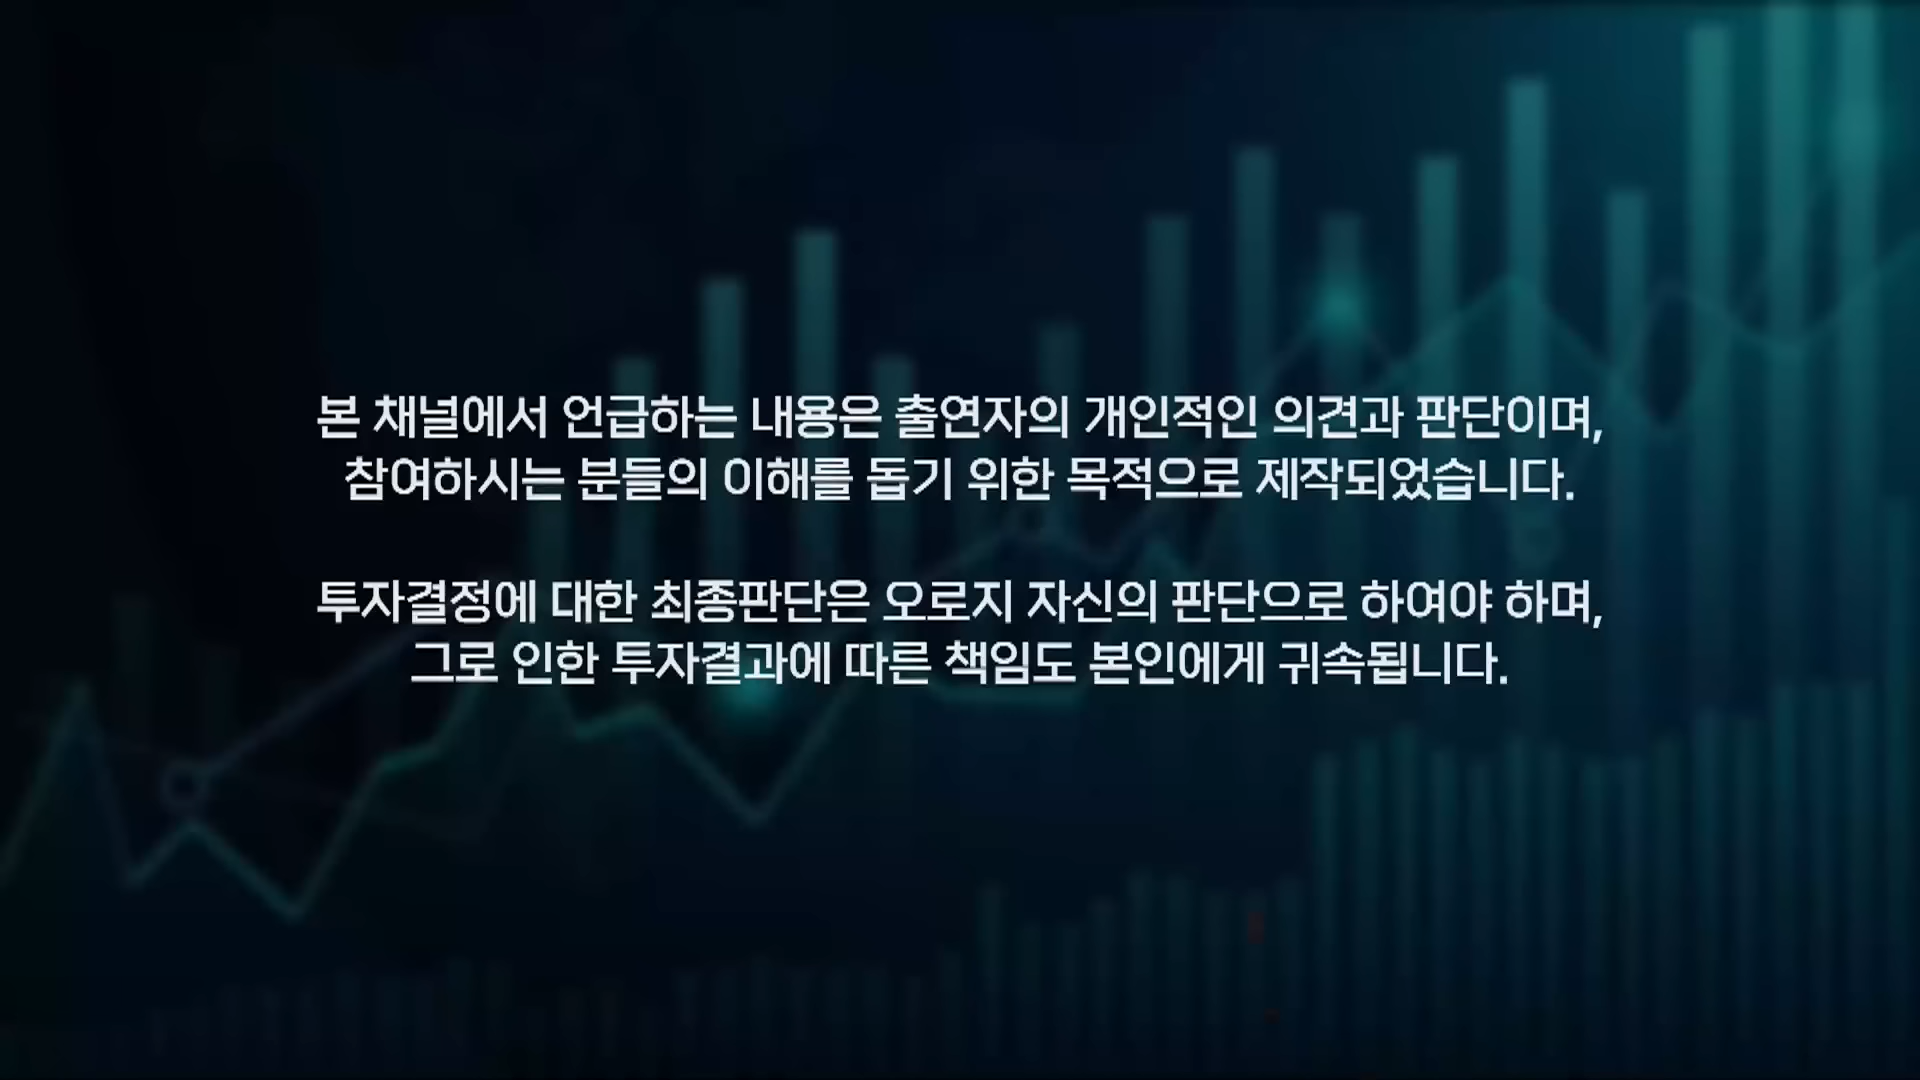 본 채널에서 언급하는 내용은 출연자의 개인적인 의견과 판단이며,
참여하시는 분들의 이해를 돕기 위한 목적으로 제작되었습니다.
투자결정에 대한 최종판단은 오로지 자신의 판단으로 하여야 하며,
그로 인한 투자결과에 따른 책임도 본인에게 귀속됩니다.